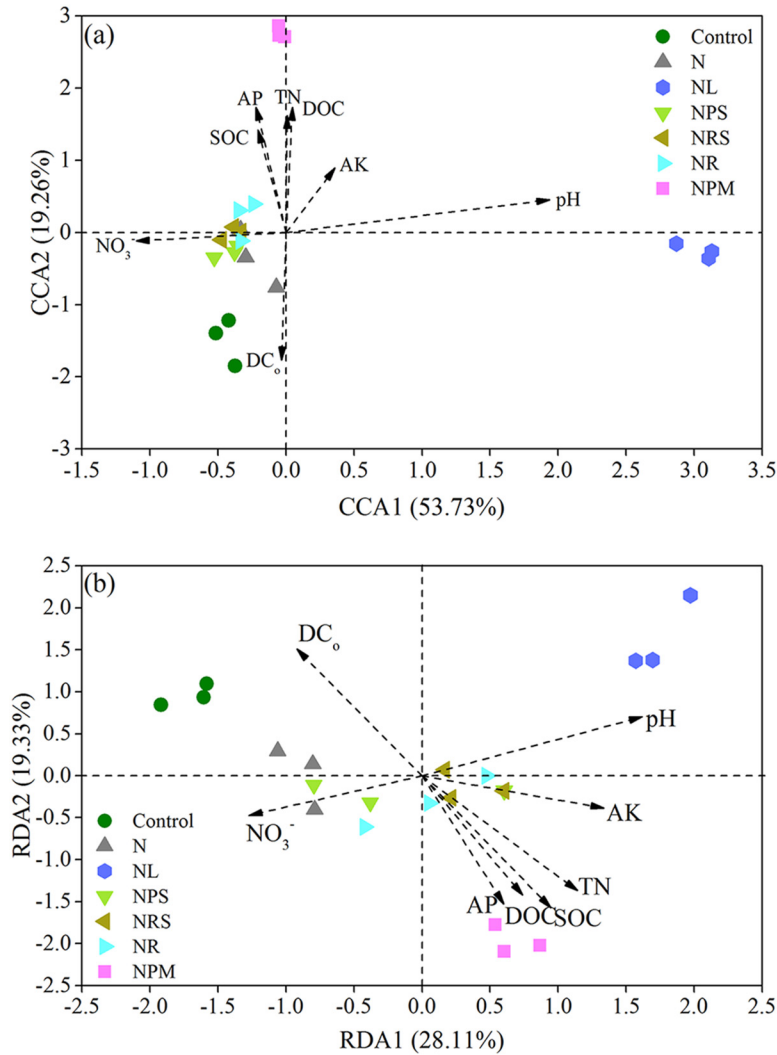 (a)
3
2
1
0
-1
-2
-3
CCA2 (19.26%)
Control
N
NL
NPS
NRS
NR
NPM
AP
TN
DOC
SOC
AK
pH
NO₃⁻
DCₒ
-1.5 -1.0 -0.5 0.0 0.5 1.0 1.5 2.0 2.5 3.0 3.5
CCA1 (53.73%)
(b)
2.5
2.0
1.5
1.0
0.5
0.0
-0.5
-1.0
-1.5
-2.0
-2.5
RDA2 (19.33%)
DCₒ
pH
AK
NO₃⁻
TN
AP
DOC
SOC
Control
N
NL
NPS
NRS
NR
NPM
-2.5 -2.0 -1.5 -1.0 -0.5 0.0 0.5 1.0 1.5 2.0 2.5
RDA1 (28.11%)